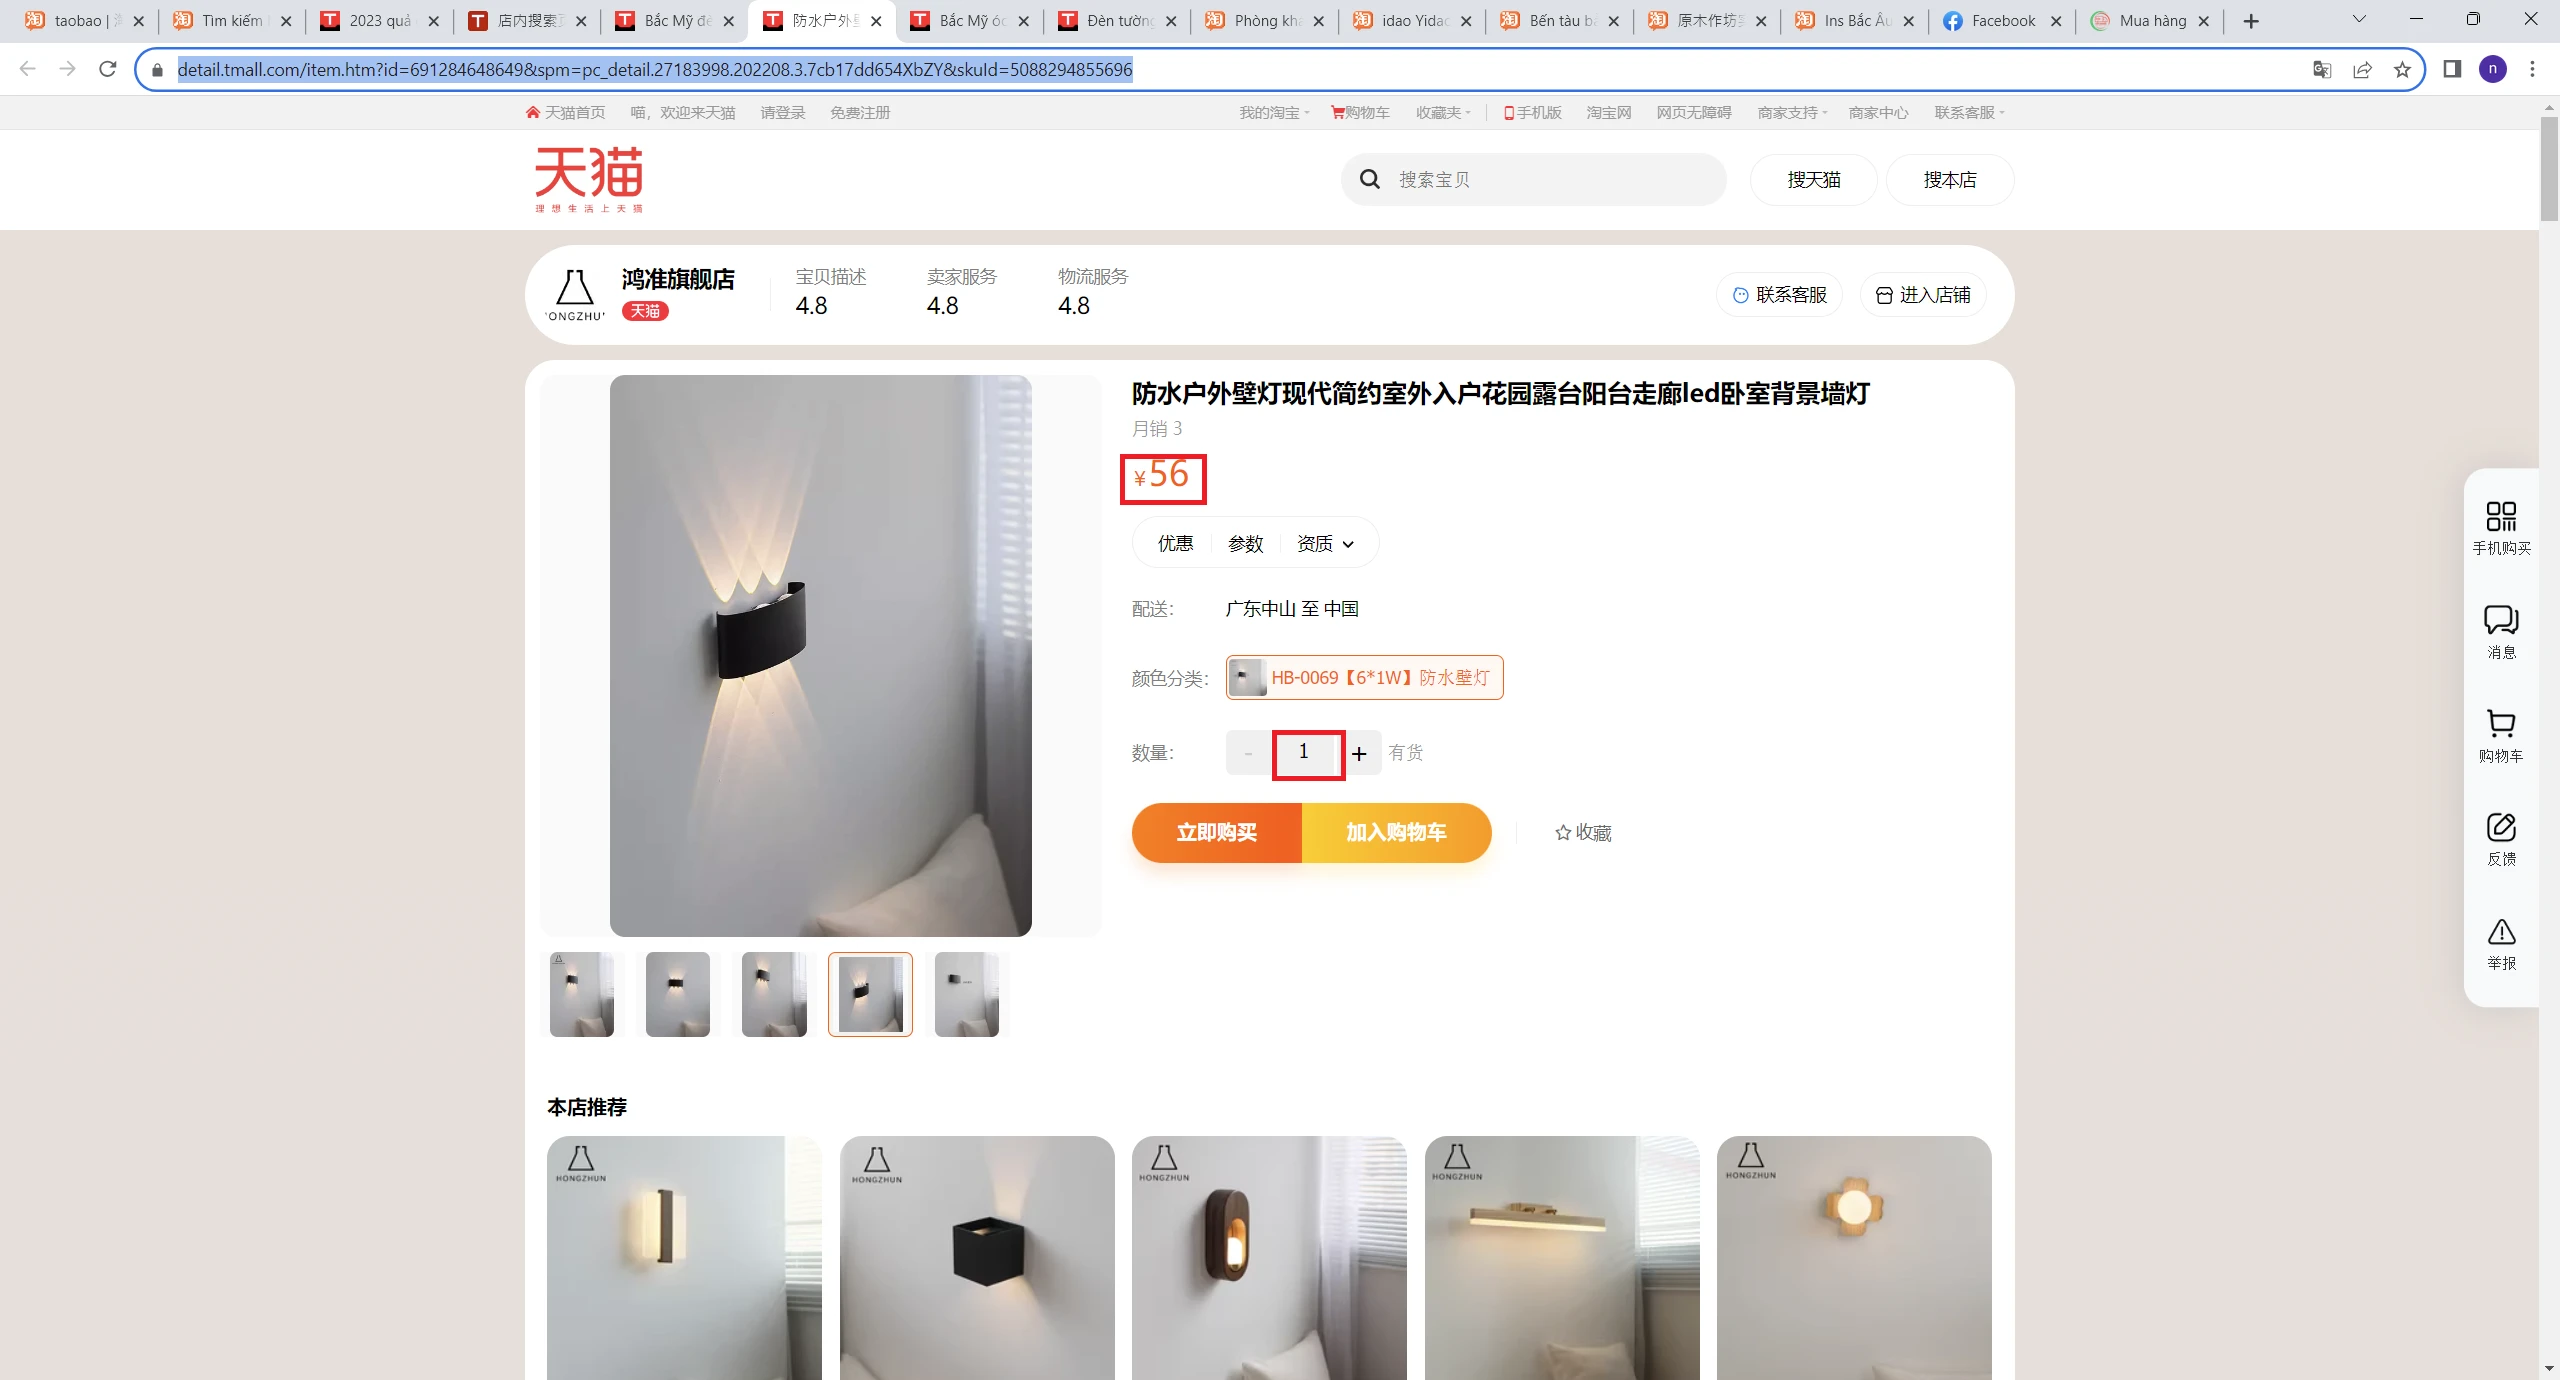 taobao |
Tìm kiếm
2023 quả
店内搜索
Bắc Mỹ đè
防水户外
Bắc Mỹ óc
Đèn tường
Phòng khá
idao Yidac
Bến tàu b
原木作坊
Ins Bắc Âu
Facebook
Mua hàng
detail.tmall.com/item.htm?id=691284648649&spm=pc_detail.27183998.202208.3.7cb17dd654XbZY&skuId=5088294855696
n
天猫首页 喵，欢迎来天猫 请登录 免费注册 我的淘宝 购物车 收藏夹 手机版 淘宝网 网页无障碍 商家支持 商家中心 联系客服
天猫
理想生活上天猫
搜索宝贝 搜天猫 搜本店
HONGZHU
鸿准旗舰店
天猫
宝贝描述 卖家服务 物流服务
4.8 4.8 4.8
联系客服 进入店铺
防水户外壁灯现代简约室外入户花园露台阳台走廊led卧室背景墙灯
月销 3
¥56
优惠 参数 资质
配送： 广东中山 至 中国
颜色分类： HB-0069【6*1W】防水壁灯
数量： - 1 + 有货
立即购买 加入购物车 收藏
手机购买
消息
购物车
反馈
举报
本店推荐
HONGZHUN
HONGZHUN
HONGZHUN
HONGZHUN
HONGZHUN